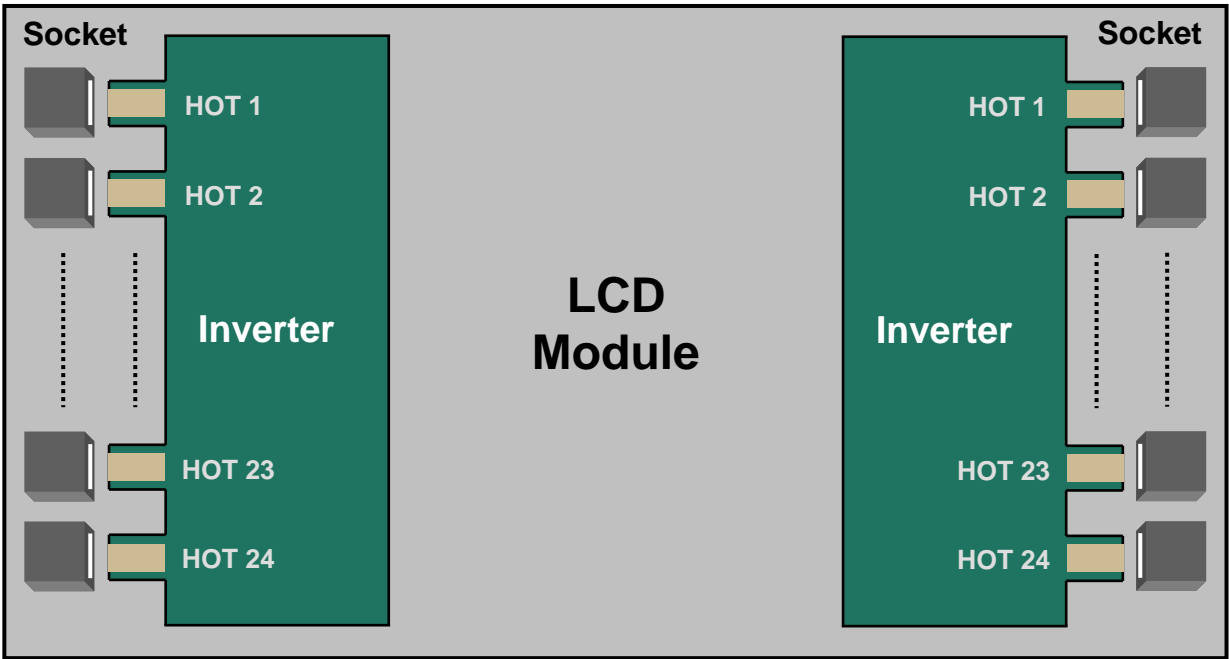 Socket
Socket
HOT 1
HOT 1
HOT 2
HOT 2
LCD
Module
Inverter
Inverter
HOT 23
HOT 23
HOT 24
HOT 24